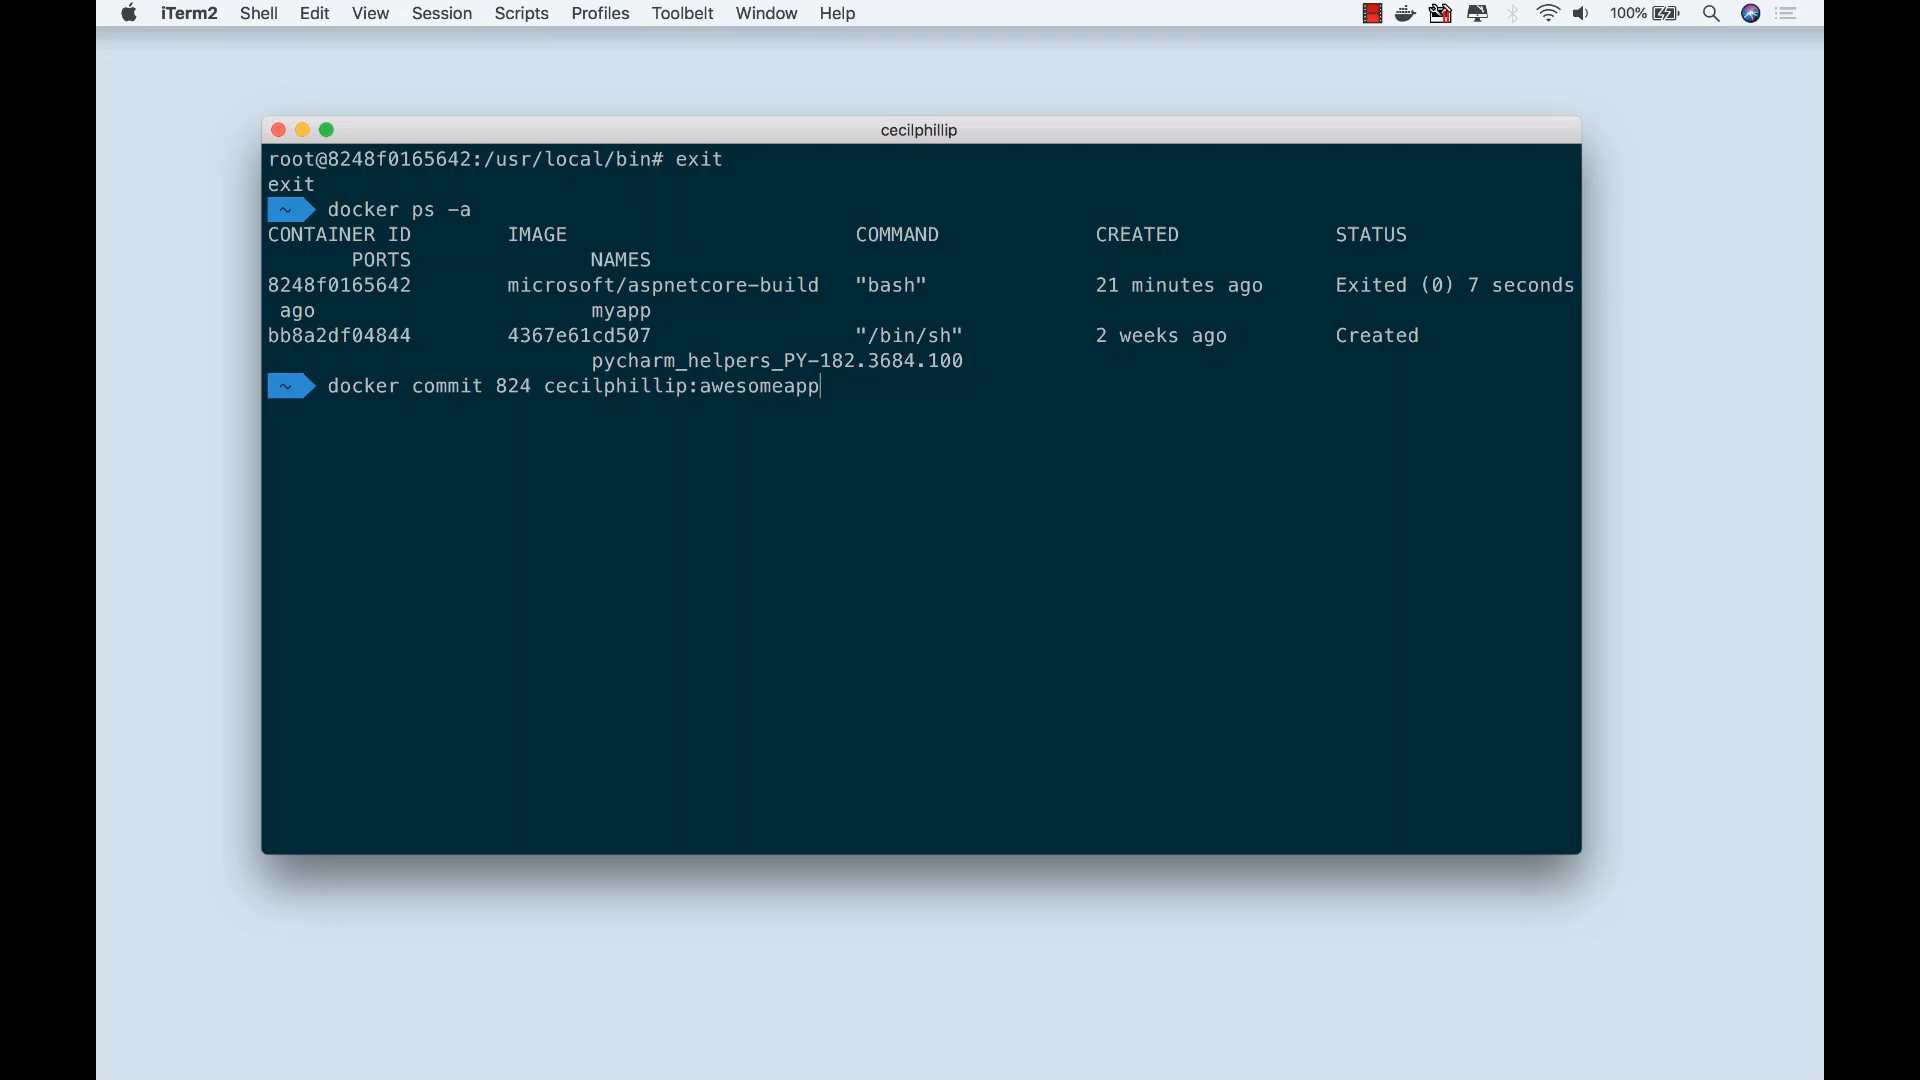 iTerm2 Shell Edit View Session Scripts Profiles Toolbelt Window Help 100%
cecilphillip
root@8248f0165642:/usr/local/bin# exit
exit
~ docker ps -a
CONTAINER ID IMAGE COMMAND CREATED STATUS
PORTS NAMES
8248f0165642 microsoft/aspnetcore-build "bash" 21 minutes ago Exited (0) 7 seconds
ago myapp
bb8a2df04844 4367e61cd507 "/bin/sh" 2 weeks ago Created
pycharm_helpers_PY-182.3684.100
~ docker commit 824 cecilphillip:awesomeapp